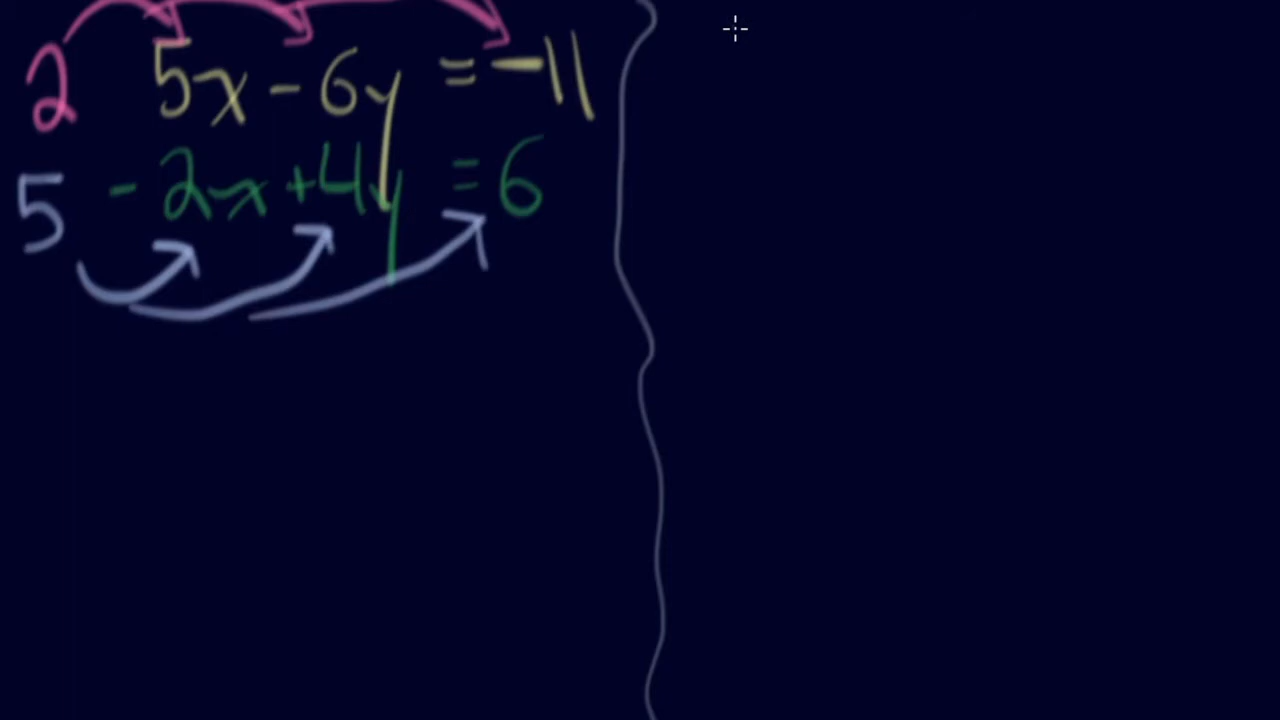 2 5x - 6y = -11
5 -2x + 4y = 6